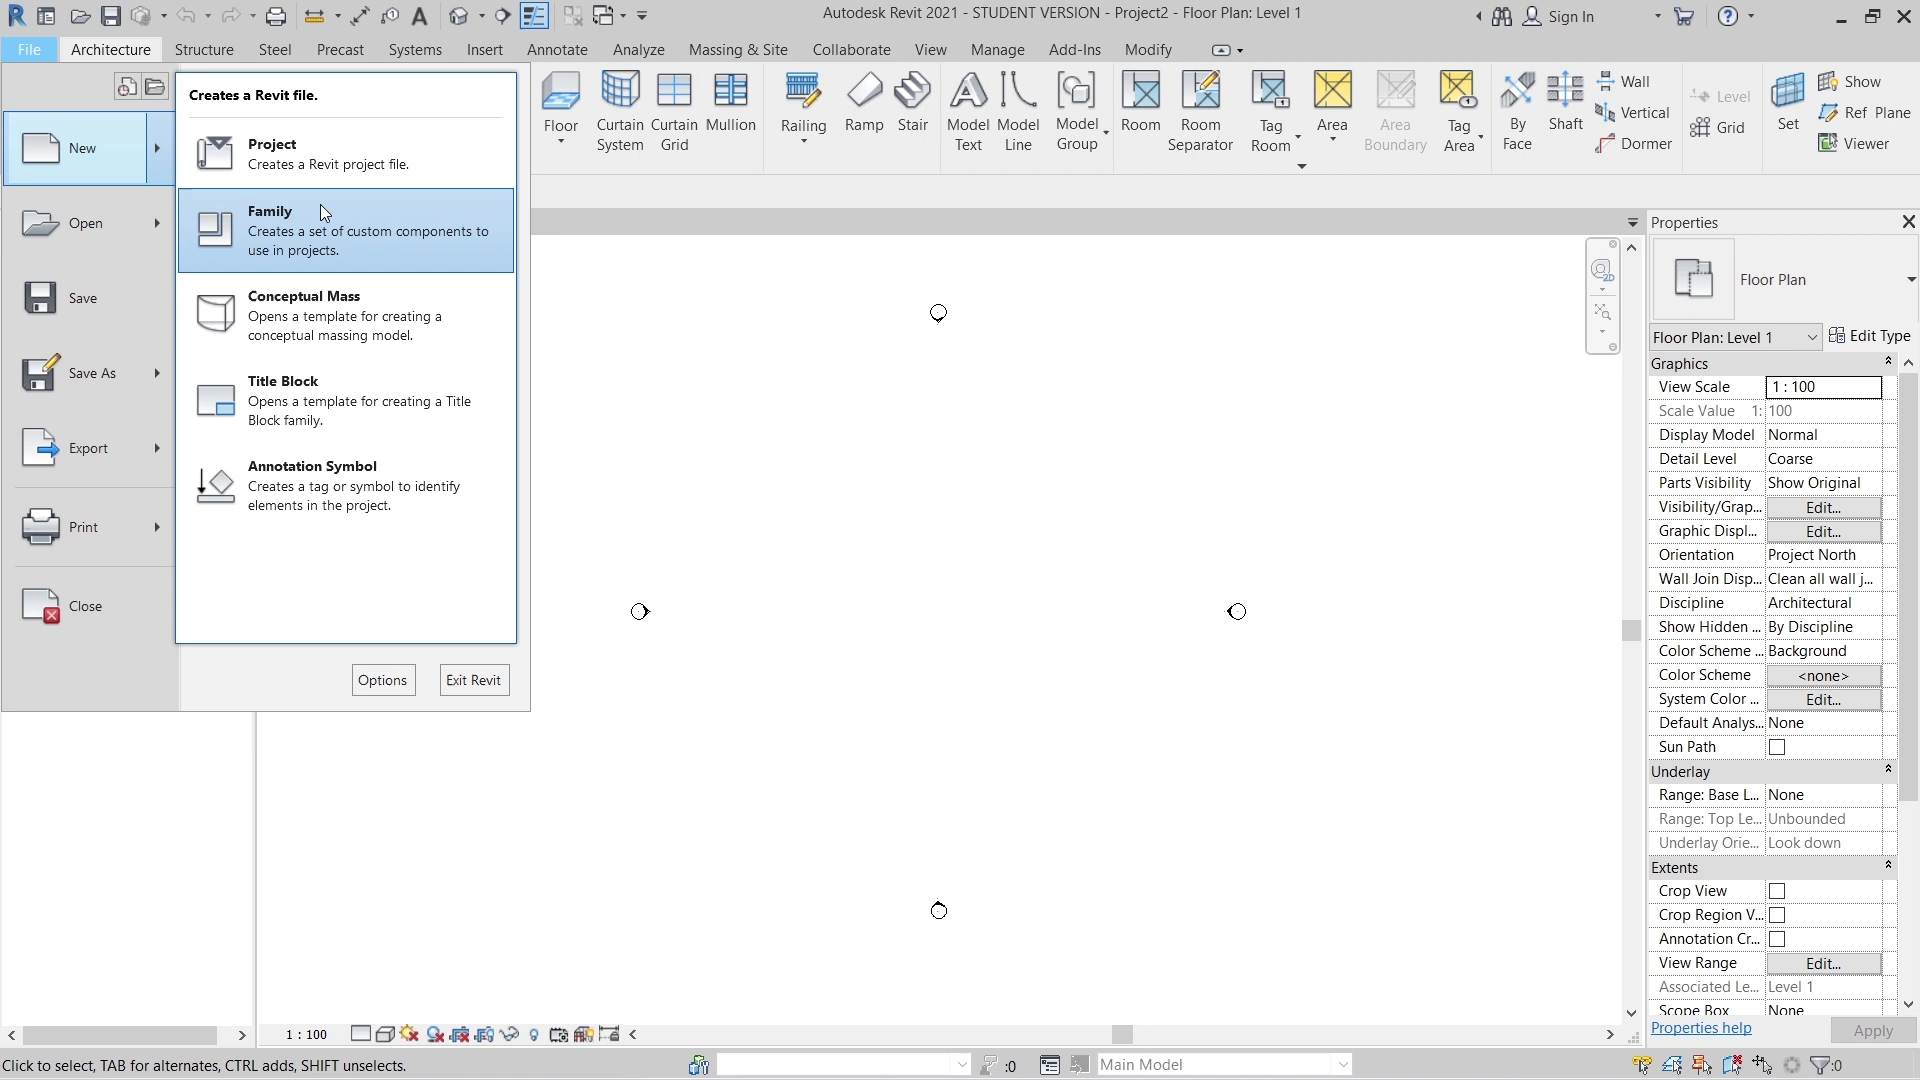 Autodesk Revit 2021 - STUDENT VERSION - Project2 - Floor Plan: Level 1
Sign In
File
Architecture
Structure
Steel
Precast
Systems
Insert
Annotate
Analyze
Massing & Site
Collaborate
View
Manage
Add-Ins
Modify
Floor
Curtain
System
Curtain
Grid
Mullion
Railing
Ramp
Stair
Model
Text
Model
Line
Model
Group
Room
Room
Separator
Tag
Room
Area
Area
Boundary
Tag
Area
By
Face
Shaft
Wall
Vertical
Dormer
Level
Grid
Set
Show
Ref Plane
Viewer
New
Open
Save
Save As
Export
Print
Close
Creates a Revit file.
Project
Creates a Revit project file.
Family
Creates a set of custom components to
use in projects.
Conceptual Mass
Opens a template for creating a
conceptual massing model.
Title Block
Opens a template for creating a Title
Block family.
Annotation Symbol
Creates a tag or symbol to identify
elements in the project.
Options
Exit Revit
2D
Properties
Floor Plan
Floor Plan: Level 1
Edit Type
Graphics
View Scale 1 : 100
Scale Value 1: 100
Display Model Normal
Detail Level Coarse
Parts Visibility Show Original
Visibility/Grap... Edit...
Graphic Displ... Edit...
Orientation Project North
Wall Join Disp... Clean all wall j...
Discipline Architectural
Show Hidden ... By Discipline
Color Scheme ... Background
Color Scheme <none>
System Color ... Edit...
Default Analys... None
Sun Path
Underlay
Range: Base L... None
Range: Top Le... Unbounded
Underlay Orie... Look down
Extents
Crop View
Crop Region V...
Annotation Cr...
View Range Edit...
Associated Le... Level 1
Scope Box None
Properties help
Apply
1 : 100
Click to select, TAB for alternates, CTRL adds, SHIFT unselects.
:0
Main Model
:0